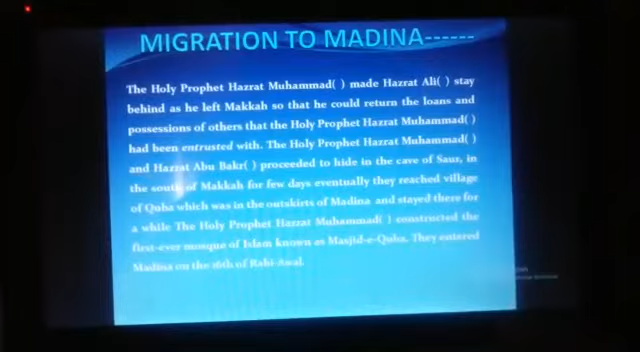 MIGRATION TO MADINA------
The Holy Prophet Hazrat Muhammad( ) made Hazrat Ali( ) stay
behind as he left Makkah so that he could return the loans and
possessions of others that the Holy Prophet Hazrat Muhammad( )
had been entrusted with. The Holy Prophet Hazrat Muhammad( )
and Hazrat Abu Bakr( ) proceeded to hide in the cave of Saur, in
the south of Makkah for few days eventually they reached village
of Quba which was in the outskirts of Madina and stayed there for
a while The Holy Prophet Hazrat Muhammad( ) constructed the
first-ever mosque of Islam known as Masjid-e-Quba. They entered
Madina on the 16th of Rabi-Awal.